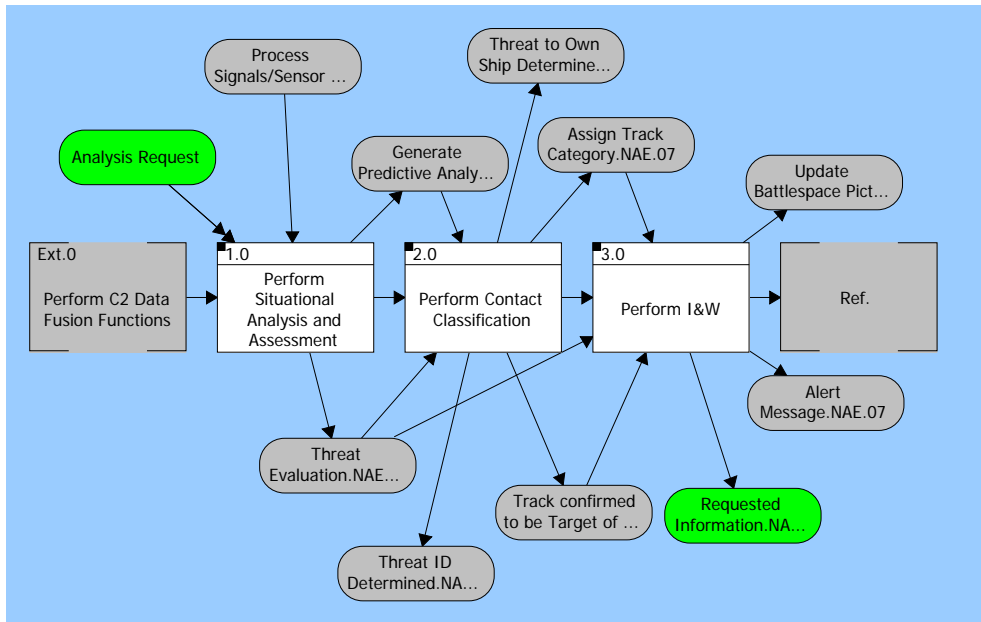 Process
Signals/Sensor ...
Threat to Own
Ship Determine...
Analysis Request
Generate
Predictive Analy...
Assign Track
Category.NAE.07
Update
Battlespace Pict...
Ext.0
Perform C2 Data
Fusion Functions
1.0
Perform
Situational
Analysis and
Assessment
2.0
Perform Contact
Classification
3.0
Perform I&W
Ref.
Alert
Message.NAE.07
Threat
Evaluation.NAE...
Track confirmed
to be Target of ...
Requested
Information.NA...
Threat ID
Determined.NA...